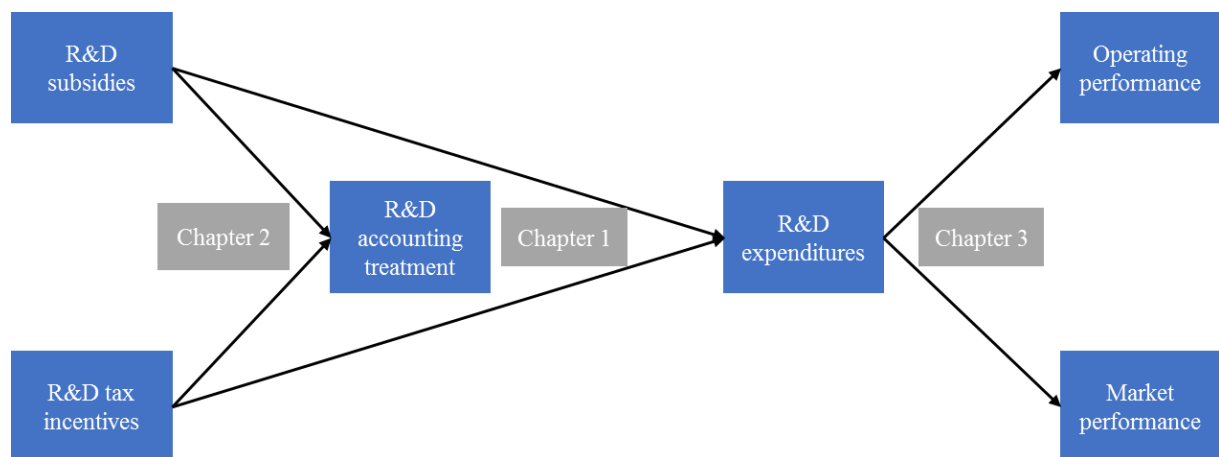 R&D
subsidies
R&D tax
incentives
Chapter 2
R&D
accounting
treatment
Chapter 1
R&D
expenditures
Chapter 3
Operating
performance
Market
performance